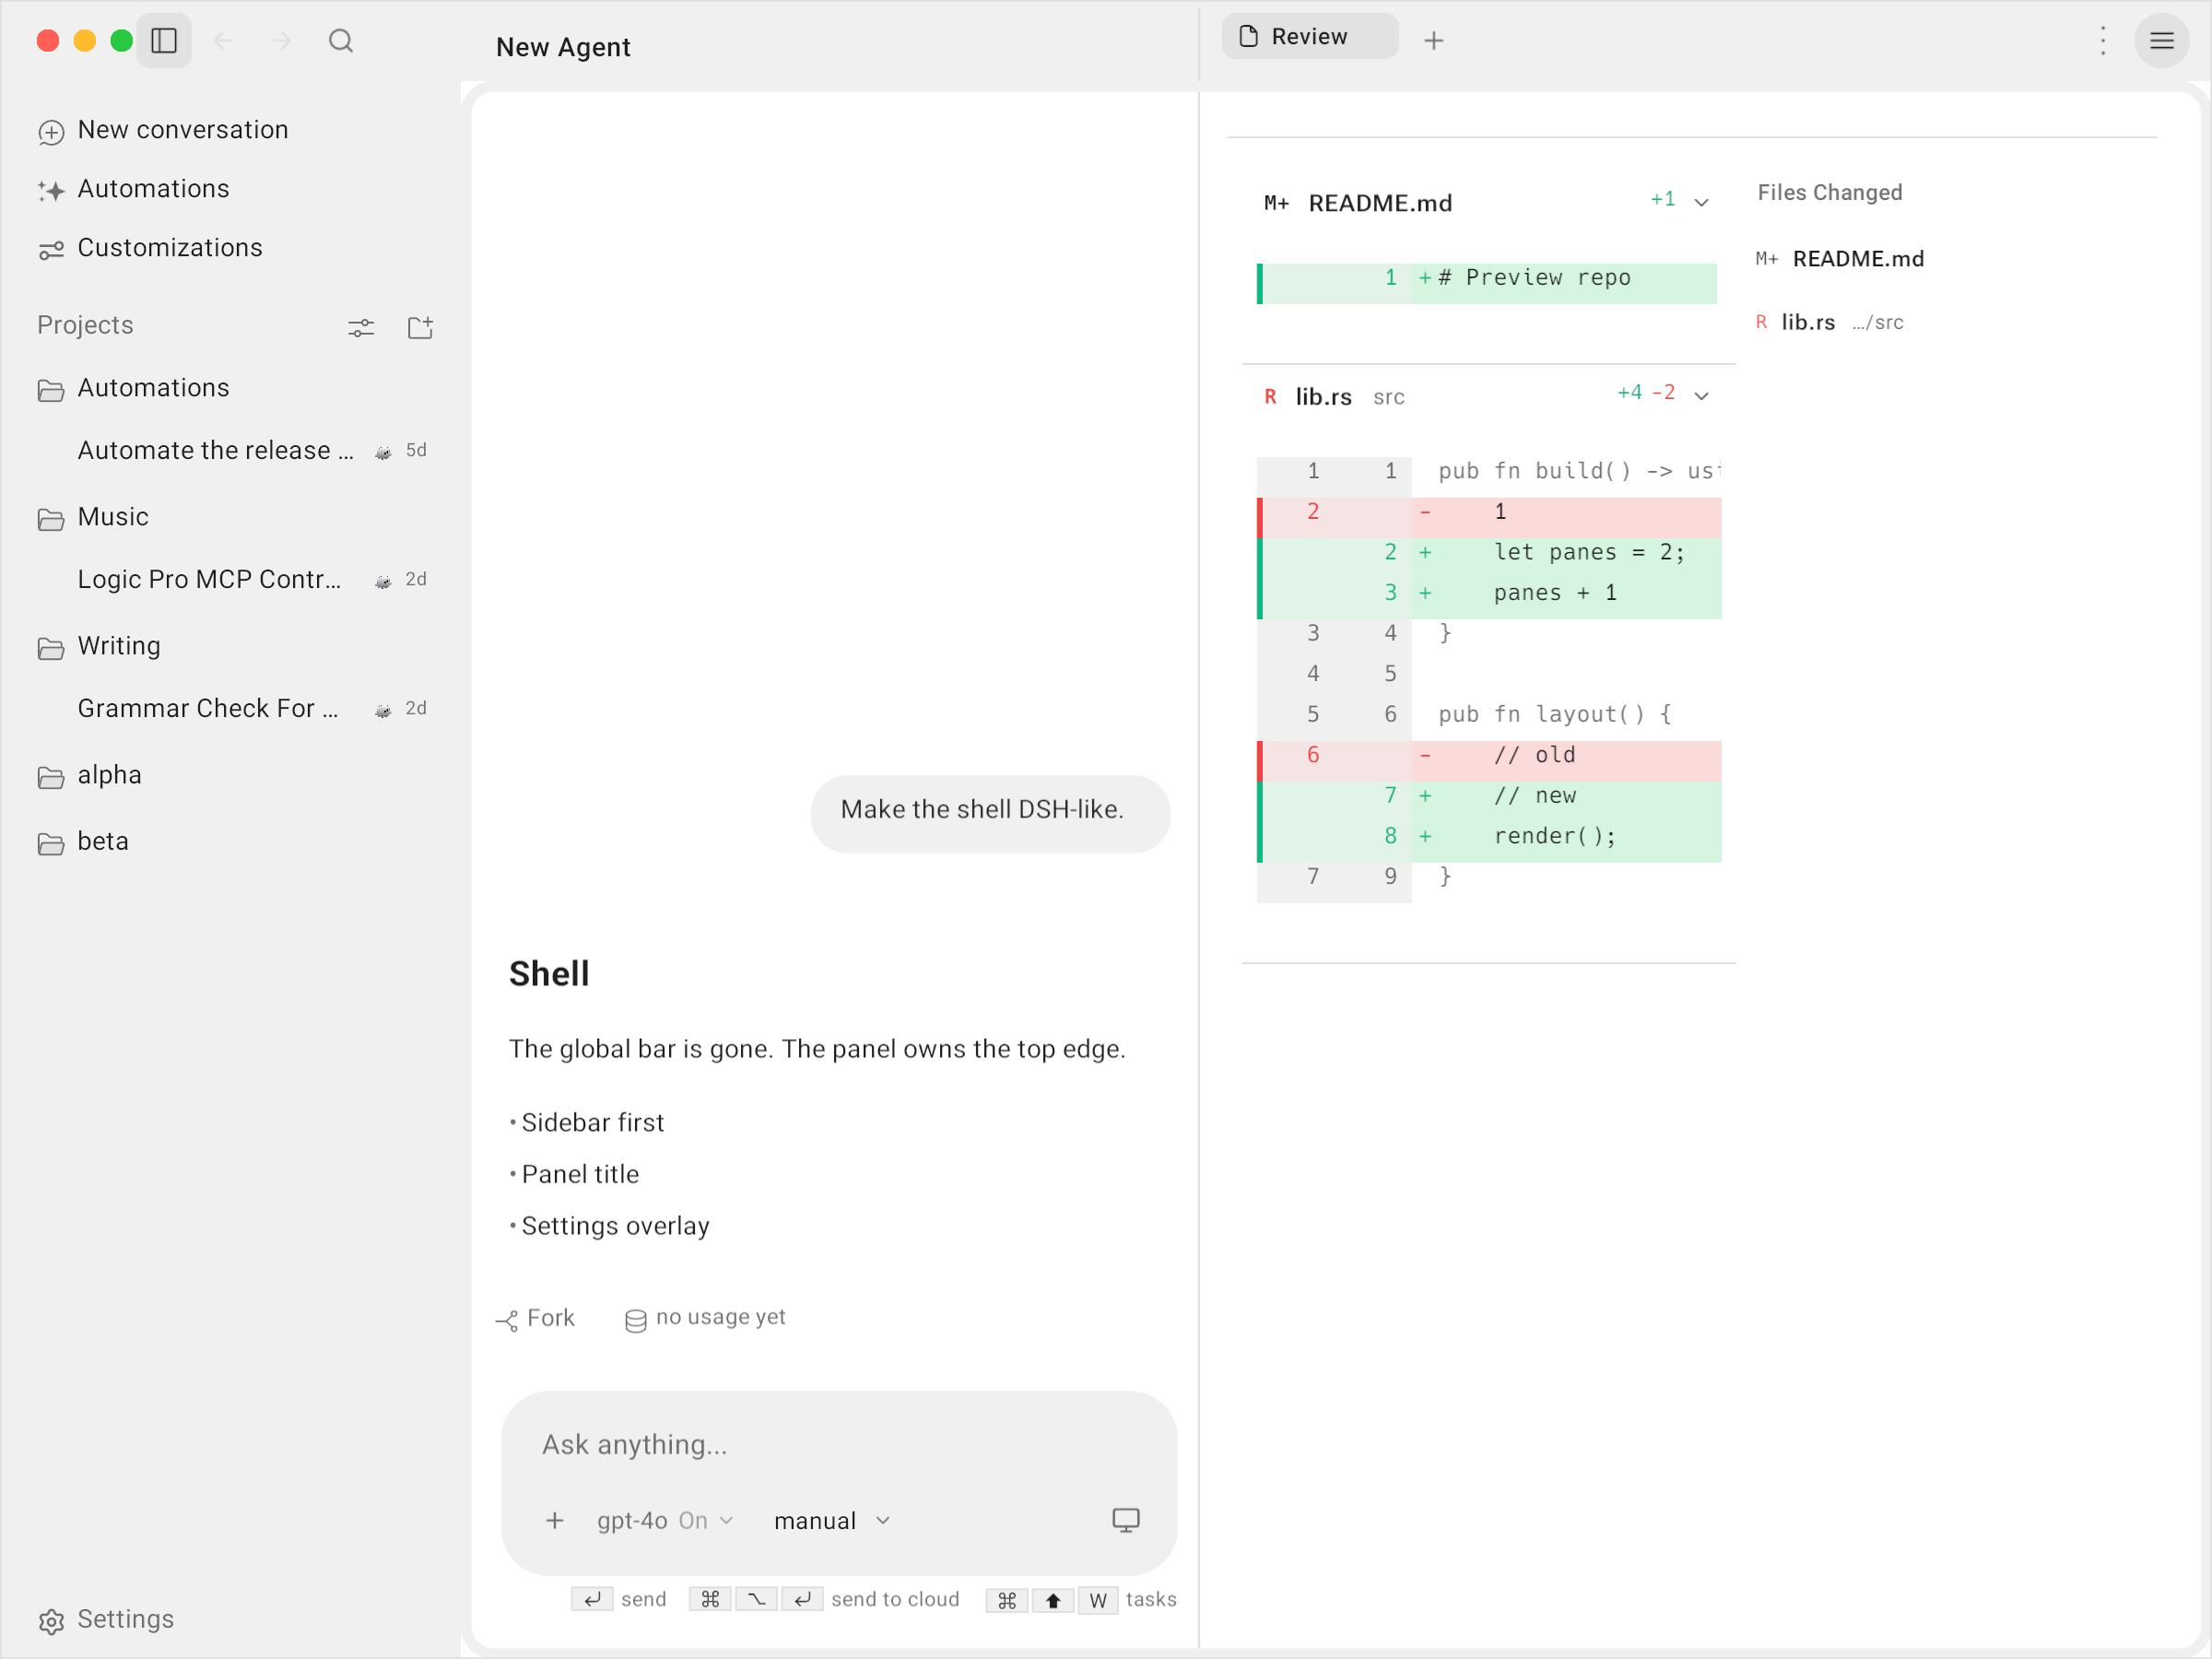 New Agent
Review
New conversation
Automations
Customizations
Projects
Automations
Automate the release ... 5d
Music
Logic Pro MCP Contr... 2d
Writing
Grammar Check For ... 2d
alpha
beta
Settings
Make the shell DSH-like.
Shell
The global bar is gone. The panel owns the top edge.
• Sidebar first
• Panel title
• Settings overlay
Fork no usage yet
Ask anything...
gpt-4o On manual
send ⌘ ⌥ send to cloud ⌘ W tasks
M+ README.md +1
1 +# Preview repo
R lib.rs src +4 -2
1 1 pub fn build() -> us
2 - 1
2 + let panes = 2;
3 + panes + 1
3 4 }
4 5
5 6 pub fn layout() {
6 - // old
7 + // new
8 + render();
7 9 }
Files Changed
M+ README.md
R lib.rs …/src